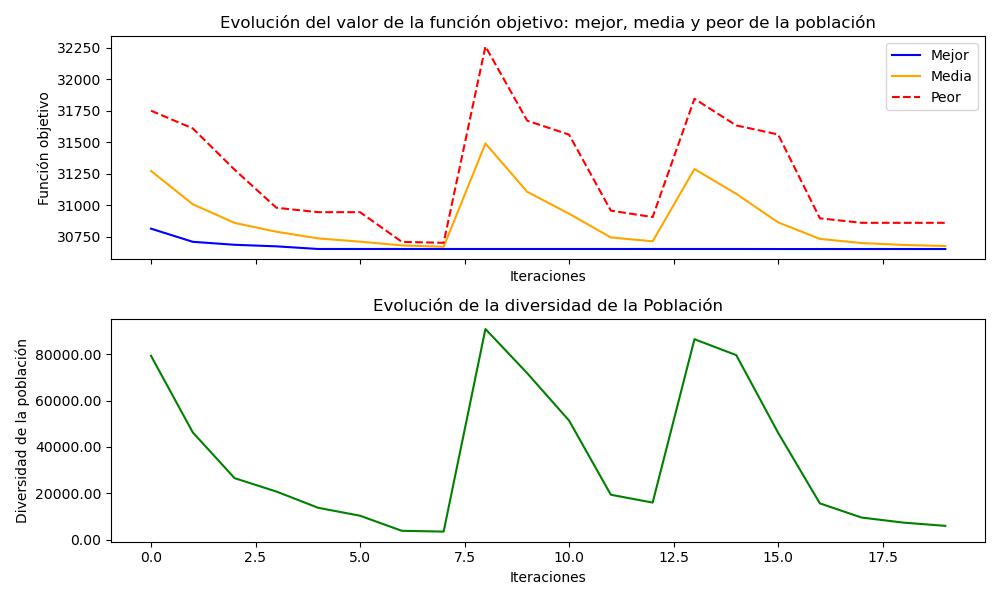 Evolución del valor de la función objetivo: mejor, media y peor de la población
Función objetivo
32250
32000
31750
31500
31250
31000
30750
Mejor
Media
Peor
Iteraciones
Evolución de la diversidad de la Población
Diversidad de la población
80000.00
60000.00
40000.00
20000.00
0.00
0.0 2.5 5.0 7.5 10.0 12.5 15.0 17.5
Iteraciones